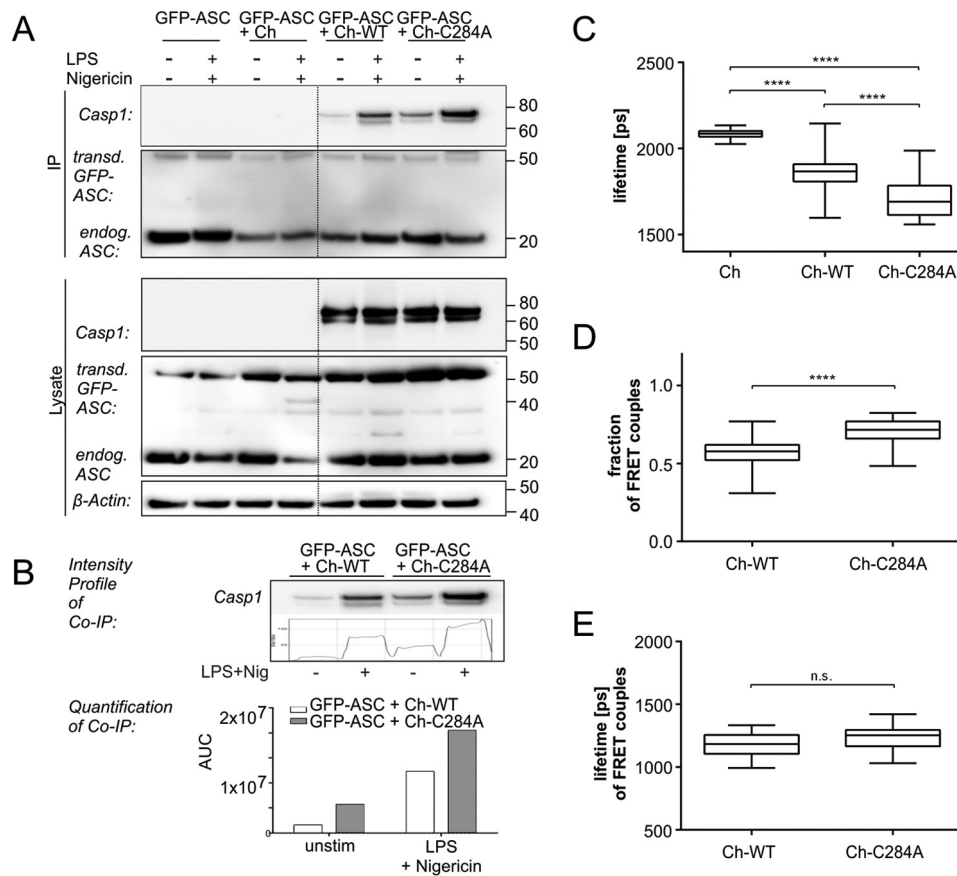 A
GFP-ASC GFP-ASC + Ch GFP-ASC + Ch-WT GFP-ASC + Ch-C284A
LPS - + - + - + - +
Nigericin - + - + - + - +
IP
Casp1:
80
60
transd. GFP-ASC:
50
endog. ASC:
20
Lysate
Casp1:
80
60
50
transd. GFP-ASC:
50
40
endog. ASC
20
β-Actin:
50
40
B
Intensity Profile of Co-IP:
GFP-ASC + Ch-WT GFP-ASC + Ch-C284A
Casp1
LPS+Nig - + - +
Quantification of Co-IP:
GFP-ASC + Ch-WT
GFP-ASC + Ch-C284A
AUC
2x10⁷
1x10⁷
0
unstim LPS + Nigericin
C
lifetime [ps]
2500
2000
1500
****
**** ****
Ch Ch-WT Ch-C284A
D
fraction of FRET couples
1.0
0.5
0.0
****
Ch-WT Ch-C284A
E
lifetime [ps] of FRET couples
2000
1500
1000
500
n.s.
Ch-WT Ch-C284A